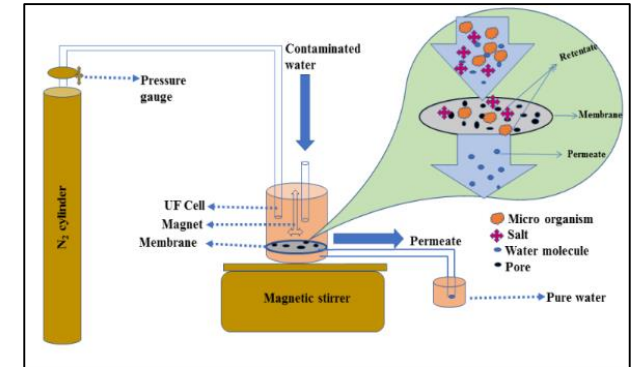 Contaminated
water
Pressure
gauge
N₂ cylinder
UF Cell
Magnet
Membrane
Permeate
Magnetic stirrer
Pure water
Retentate
Membrane
Permeate
Micro organism
Salt
Water molecule
Pore